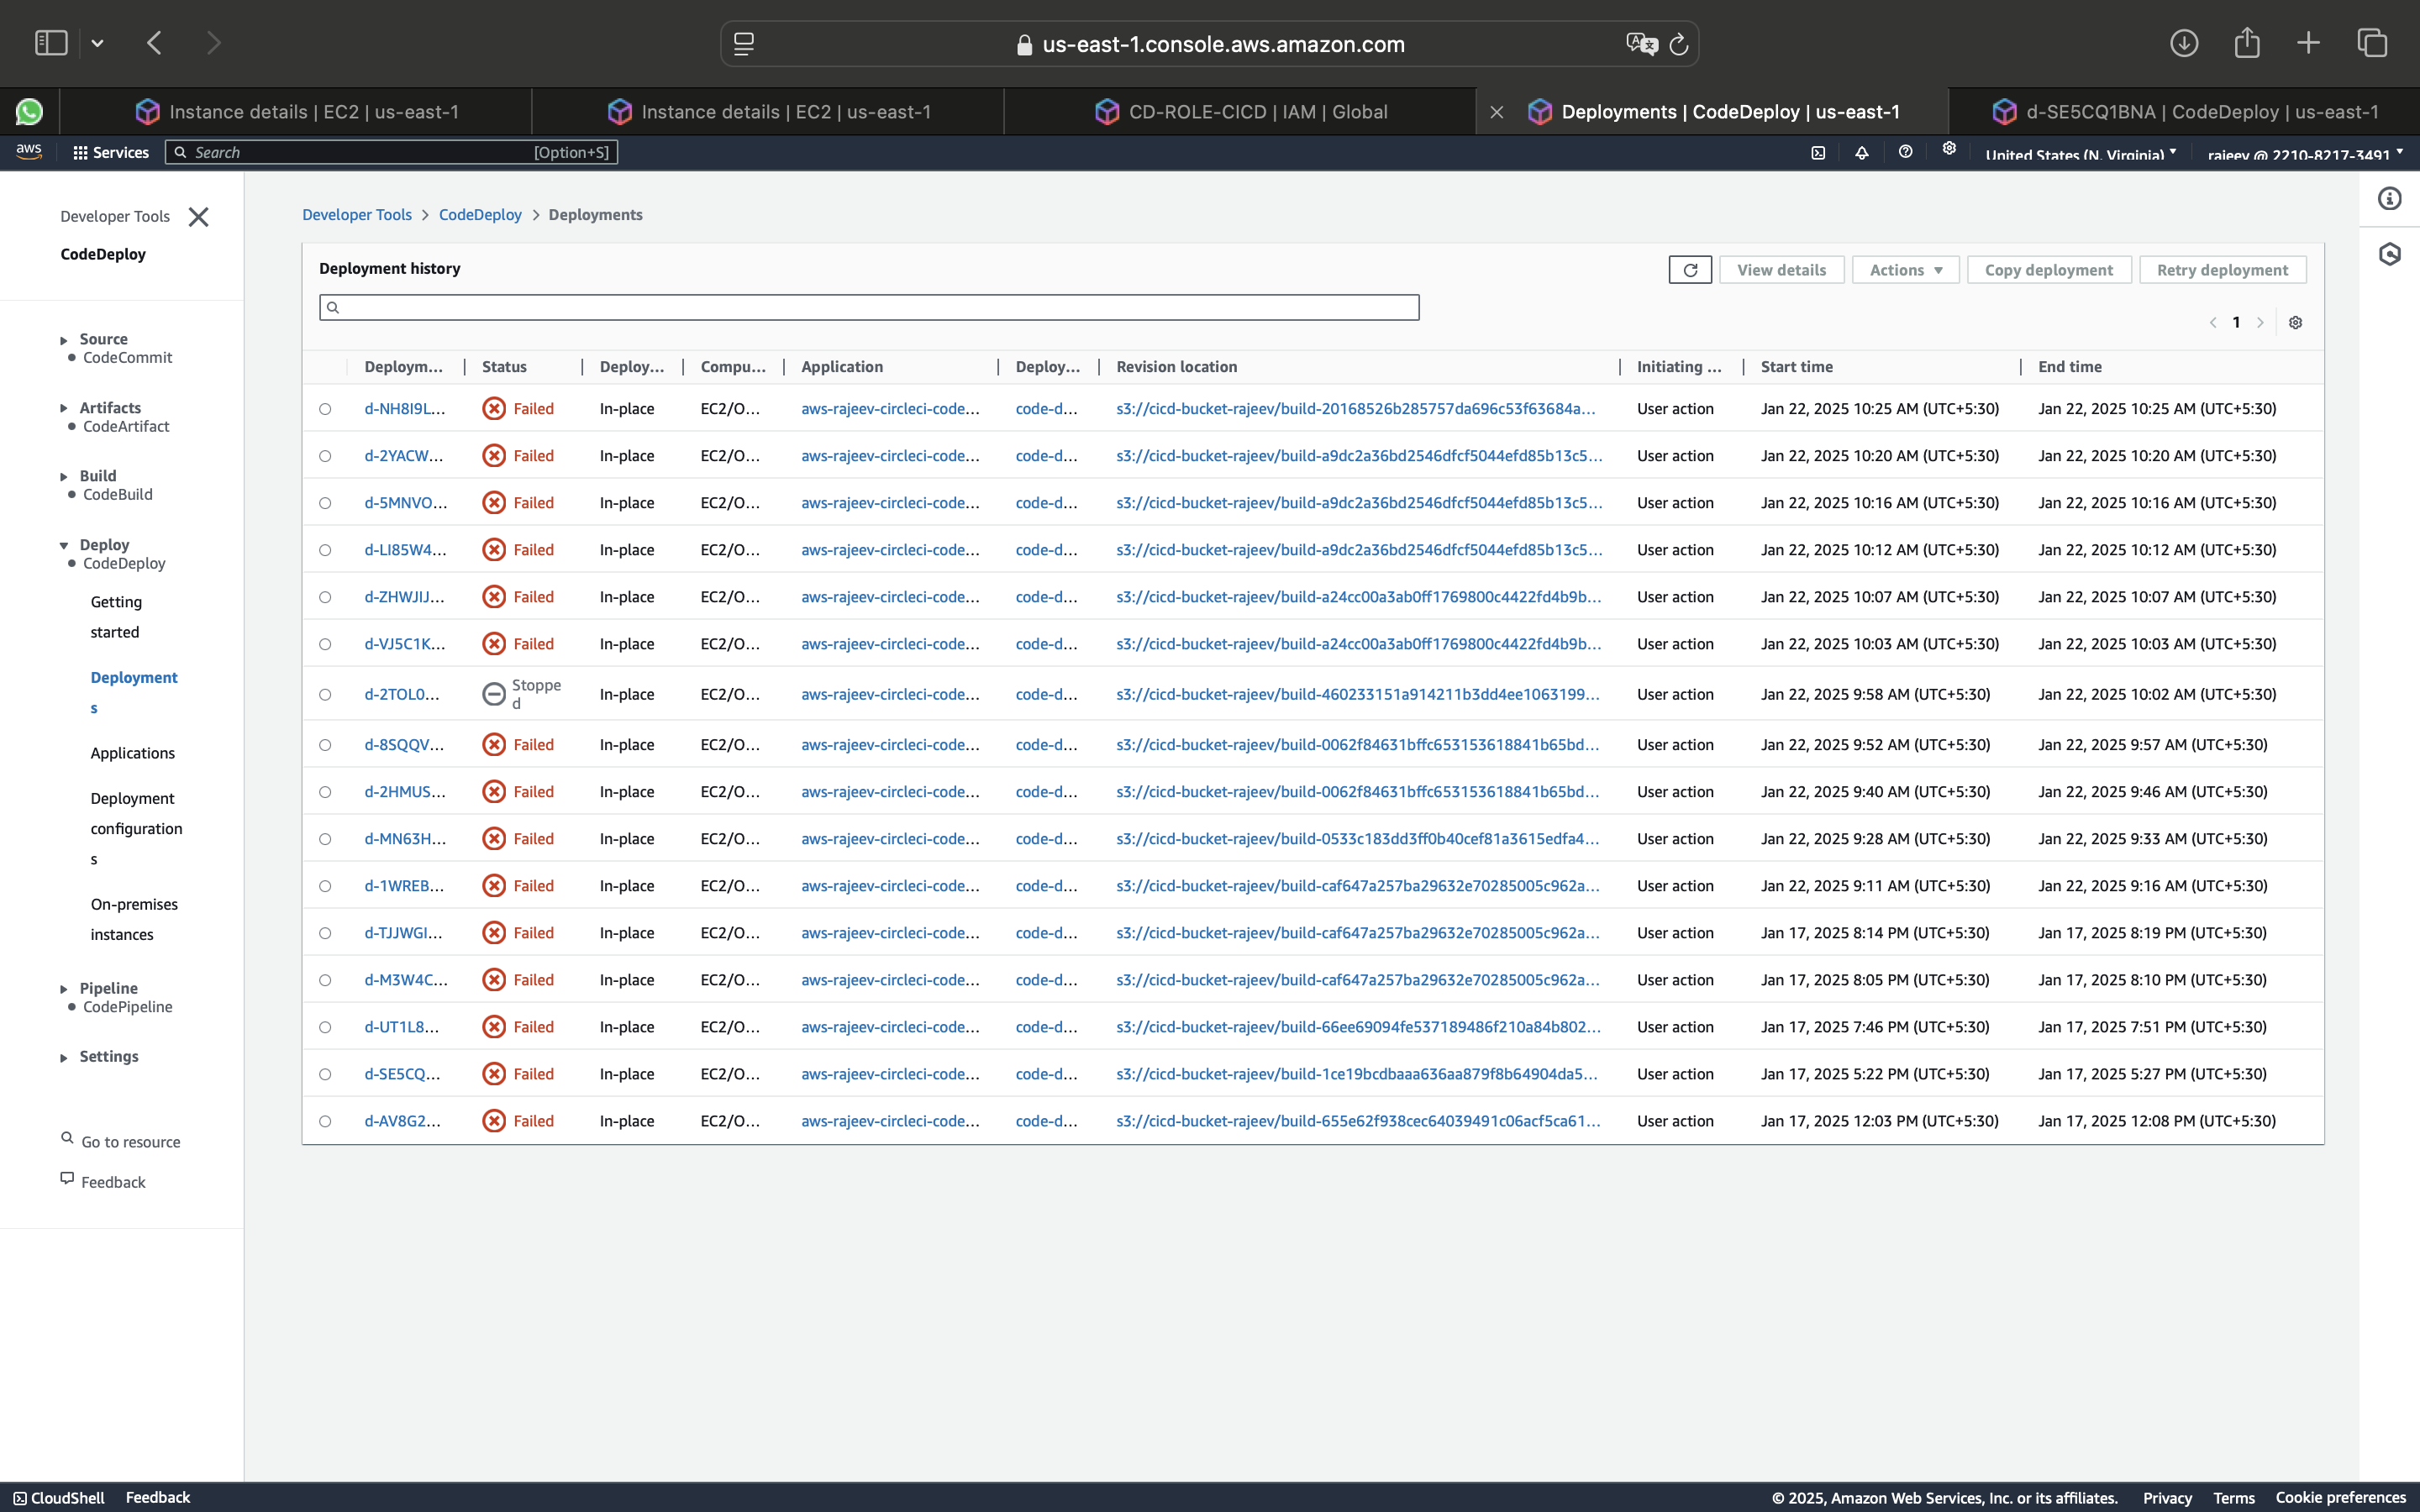 us-east-1.console.aws.amazon.com
Instance details | EC2 | us-east-1
Instance details | EC2 | us-east-1
CD-ROLE-CICD | IAM | Global
Deployments | CodeDeploy | us-east-1
d-SE5CQ1BNA | CodeDeploy | us-east-1
aws Services Search [Option+S] United States (N. Virginia) rajeev @ 2210-8217-3491
Developer Tools
CodeDeploy
Source
CodeCommit
Artifacts
CodeArtifact
Build
CodeBuild
Deploy
CodeDeploy
Getting
started
Deployment
s
Applications
Deployment
configuration
s
On-premises
instances
Pipeline
CodePipeline
Settings
Go to resource
Feedback
Developer Tools > CodeDeploy > Deployments
Deployment history
View details Actions Copy deployment Retry deployment
1
Deploym... Status Deploy... Compu... Application Deploy... Revision location Initiating ... Start time End time
d-NH8I9L... Failed In-place EC2/O... aws-rajeev-circleci-code... code-d... s3://cicd-bucket-rajeev/build-20168526b285757da696c53f63684a... User action Jan 22, 2025 10:25 AM (UTC+5:30) Jan 22, 2025 10:25 AM (UTC+5:30)
d-2YACW... Failed In-place EC2/O... aws-rajeev-circleci-code... code-d... s3://cicd-bucket-rajeev/build-a9dc2a36bd2546dfcf5044efd85b13c5... User action Jan 22, 2025 10:20 AM (UTC+5:30) Jan 22, 2025 10:20 AM (UTC+5:30)
d-5MNVO... Failed In-place EC2/O... aws-rajeev-circleci-code... code-d... s3://cicd-bucket-rajeev/build-a9dc2a36bd2546dfcf5044efd85b13c5... User action Jan 22, 2025 10:16 AM (UTC+5:30) Jan 22, 2025 10:16 AM (UTC+5:30)
d-LI85W4... Failed In-place EC2/O... aws-rajeev-circleci-code... code-d... s3://cicd-bucket-rajeev/build-a9dc2a36bd2546dfcf5044efd85b13c5... User action Jan 22, 2025 10:12 AM (UTC+5:30) Jan 22, 2025 10:12 AM (UTC+5:30)
d-ZHWJIJ... Failed In-place EC2/O... aws-rajeev-circleci-code... code-d... s3://cicd-bucket-rajeev/build-a24cc00a3ab0ff1769800c4422fd4b9b... User action Jan 22, 2025 10:07 AM (UTC+5:30) Jan 22, 2025 10:07 AM (UTC+5:30)
d-VJ5C1K... Failed In-place EC2/O... aws-rajeev-circleci-code... code-d... s3://cicd-bucket-rajeev/build-a24cc00a3ab0ff1769800c4422fd4b9b... User action Jan 22, 2025 10:03 AM (UTC+5:30) Jan 22, 2025 10:03 AM (UTC+5:30)
d-2TOL0... Stopped In-place EC2/O... aws-rajeev-circleci-code... code-d... s3://cicd-bucket-rajeev/build-460233151a914211b3dd4ee1063199... User action Jan 22, 2025 9:58 AM (UTC+5:30) Jan 22, 2025 10:02 AM (UTC+5:30)
d-8SQQV... Failed In-place EC2/O... aws-rajeev-circleci-code... code-d... s3://cicd-bucket-rajeev/build-0062f84631bffc653153618841b65bd... User action Jan 22, 2025 9:52 AM (UTC+5:30) Jan 22, 2025 9:57 AM (UTC+5:30)
d-2HMUS... Failed In-place EC2/O... aws-rajeev-circleci-code... code-d... s3://cicd-bucket-rajeev/build-0062f84631bffc653153618841b65bd... User action Jan 22, 2025 9:40 AM (UTC+5:30) Jan 22, 2025 9:46 AM (UTC+5:30)
d-MN63H... Failed In-place EC2/O... aws-rajeev-circleci-code... code-d... s3://cicd-bucket-rajeev/build-0533c183dd3ff0b40cef81a3615edfa4... User action Jan 22, 2025 9:28 AM (UTC+5:30) Jan 22, 2025 9:33 AM (UTC+5:30)
d-1WREB... Failed In-place EC2/O... aws-rajeev-circleci-code... code-d... s3://cicd-bucket-rajeev/build-caf647a257ba29632e70285005c962a... User action Jan 22, 2025 9:11 AM (UTC+5:30) Jan 22, 2025 9:16 AM (UTC+5:30)
d-TJJWGI... Failed In-place EC2/O... aws-rajeev-circleci-code... code-d... s3://cicd-bucket-rajeev/build-caf647a257ba29632e70285005c962a... User action Jan 17, 2025 8:14 PM (UTC+5:30) Jan 17, 2025 8:19 PM (UTC+5:30)
d-M3W4C... Failed In-place EC2/O... aws-rajeev-circleci-code... code-d... s3://cicd-bucket-rajeev/build-caf647a257ba29632e70285005c962a... User action Jan 17, 2025 8:05 PM (UTC+5:30) Jan 17, 2025 8:10 PM (UTC+5:30)
d-UT1L8... Failed In-place EC2/O... aws-rajeev-circleci-code... code-d... s3://cicd-bucket-rajeev/build-66ee69094fe537189486f210a84b802... User action Jan 17, 2025 7:46 PM (UTC+5:30) Jan 17, 2025 7:51 PM (UTC+5:30)
d-SE5CQ... Failed In-place EC2/O... aws-rajeev-circleci-code... code-d... s3://cicd-bucket-rajeev/build-1ce19bcdbaaa636aa879f8b64904da5... User action Jan 17, 2025 5:22 PM (UTC+5:30) Jan 17, 2025 5:27 PM (UTC+5:30)
d-AV8G2... Failed In-place EC2/O... aws-rajeev-circleci-code... code-d... s3://cicd-bucket-rajeev/build-655e62f938cec64039491c06acf5ca61... User action Jan 17, 2025 12:03 PM (UTC+5:30) Jan 17, 2025 12:08 PM (UTC+5:30)
CloudShell Feedback © 2025, Amazon Web Services, Inc. or its affiliates. Privacy Terms Cookie preferences